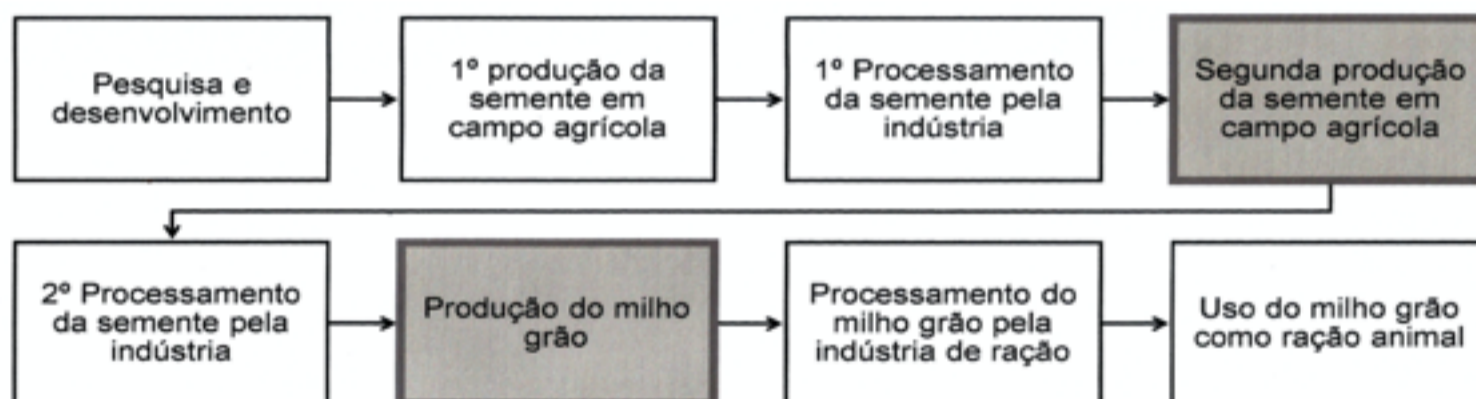 Pesquisa e
desenvolvimento
1º produção da
semente em
campo agrícola
1º Processamento
da semente pela
indústria
Segunda produção
da semente em
campo agrícola
2º Processamento
da semente pela
indústria
Produção do milho
grão
Processamento do
milho grão pela
indústria de ração
Uso do milho grão
como ração animal